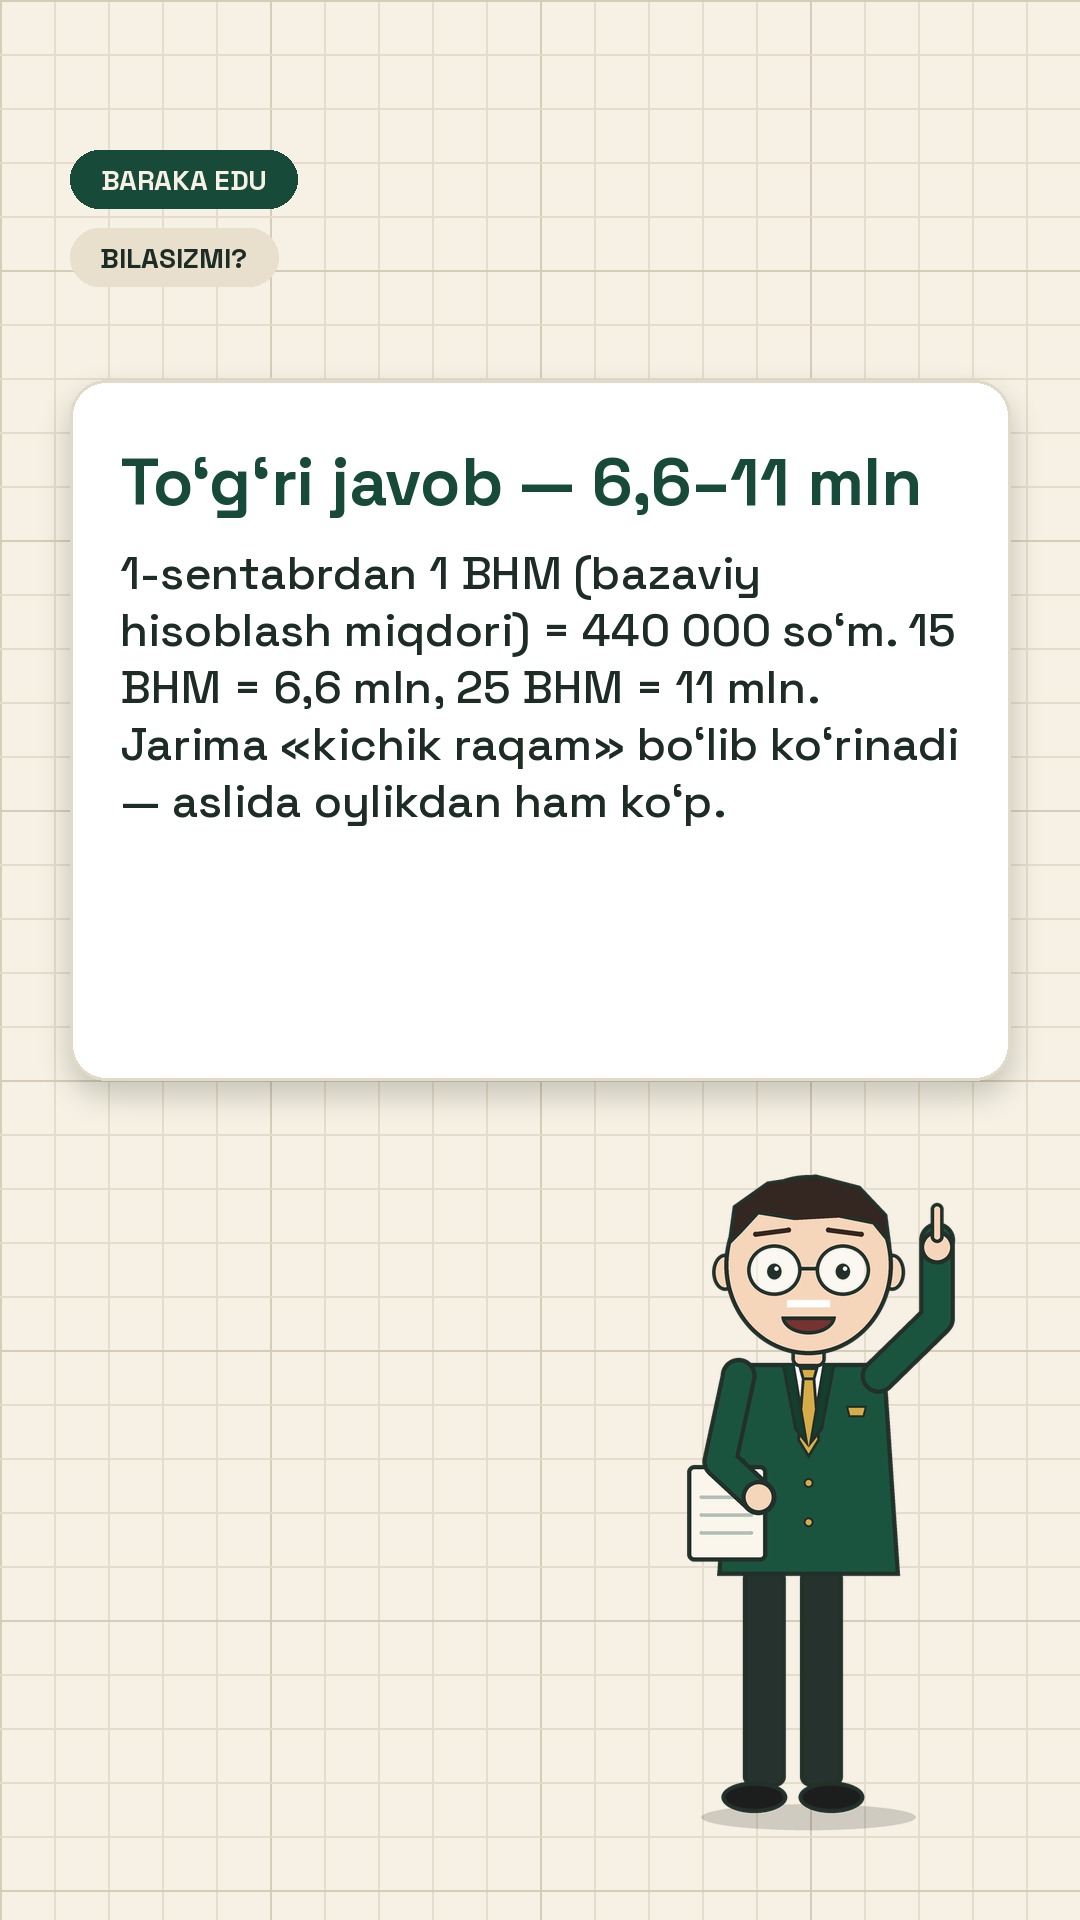 BARAKA EDU
BILASIZMI?
To‘g‘ri javob — 6,6–11 mln
1-sentabrdan 1 BHM (bazaviy
hisoblash miqdori) = 440 000 so‘m. 15
BHM = 6,6 mln, 25 BHM = 11 mln.
Jarima «kichik raqam» bo‘lib ko‘rinadi
— aslida oylikdan ham ko‘p.